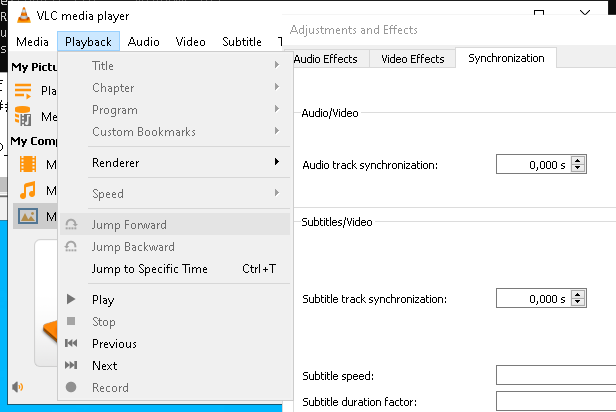 VLC media player
Media Playback Audio Video Subtitle
Title
Chapter
Program
Custom Bookmarks
Renderer
Speed
Jump Forward
Jump Backward
Jump to Specific Time Ctrl+T
Play
Stop
Previous
Next
Record
My Pictu
Pla
Me
My Comp
M
M
M
Adjustments and Effects
Audio Effects Video Effects Synchronization
Audio/Video
Audio track synchronization: 0,000 s
Subtitles/Video
Subtitle track synchronization: 0,000 s
Subtitle speed:
Subtitle duration factor: